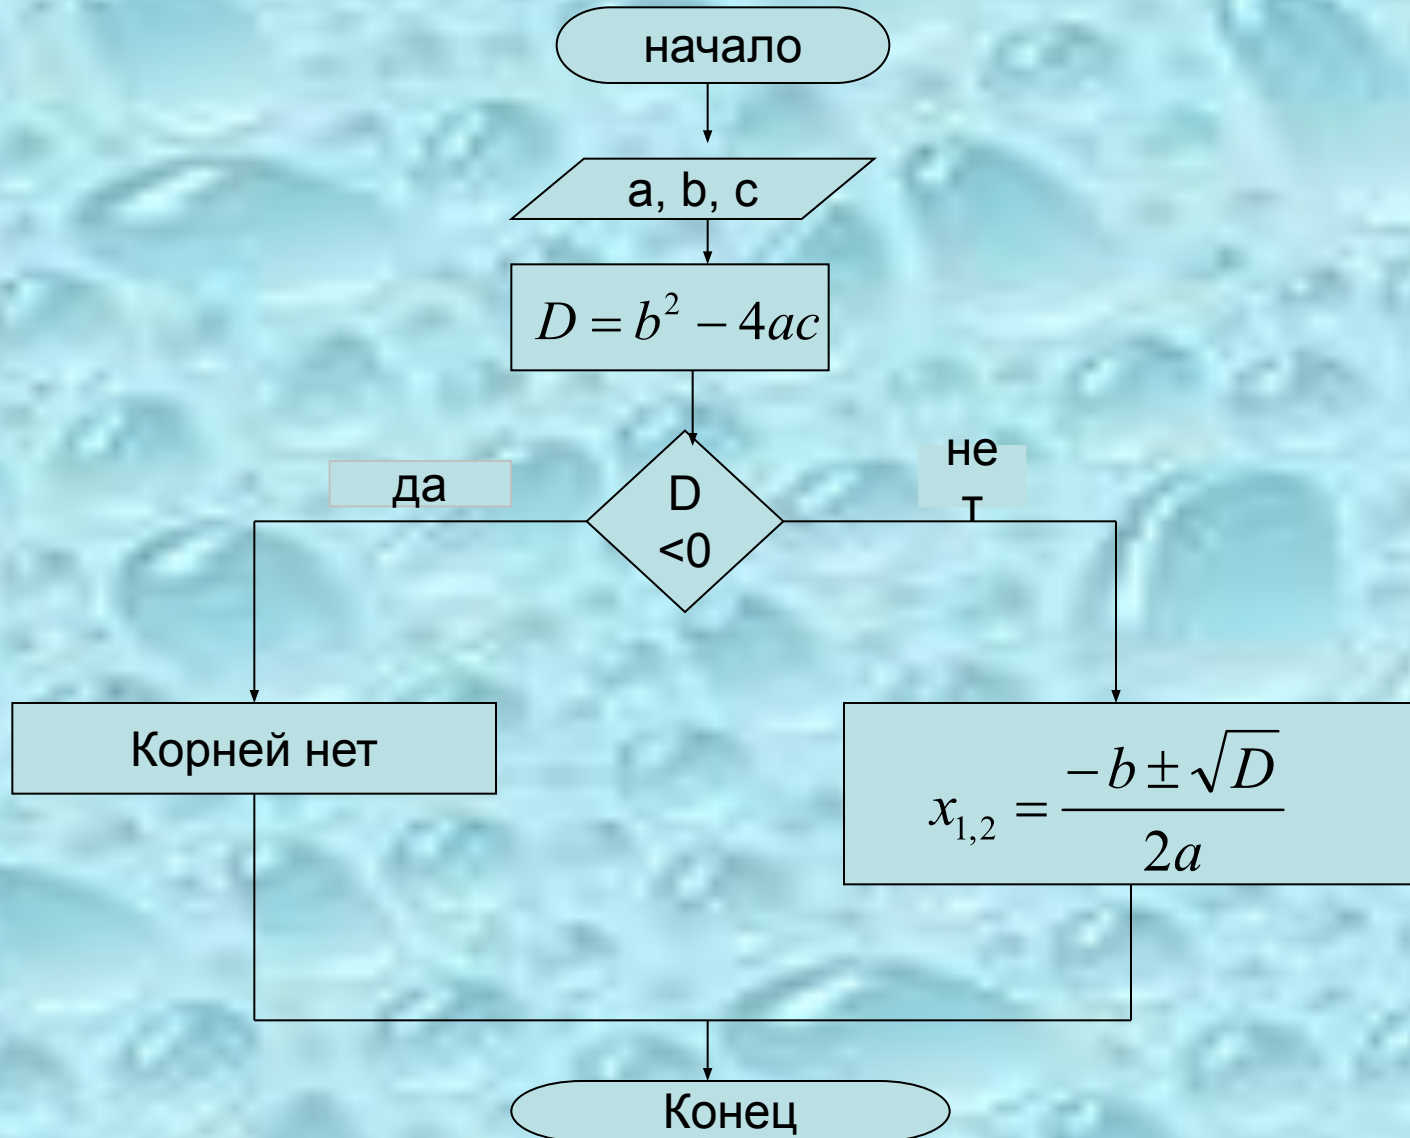 начало
a, b, c
D = b² − 4ac
да
не
т
D
<0
Корней нет
x₁,₂ = (−b ± √D) / 2a
Конец